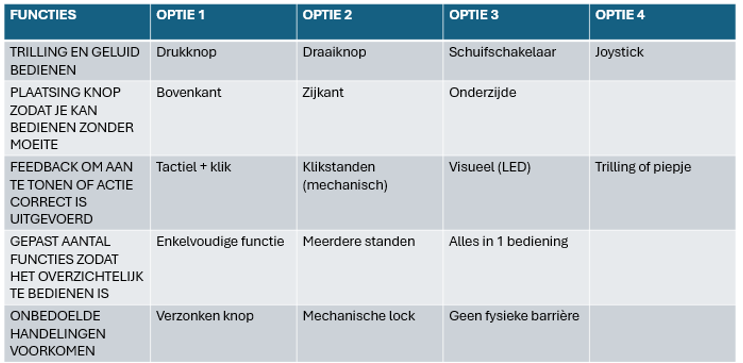 FUNCTIES OPTIE 1 OPTIE 2 OPTIE 3 OPTIE 4
TRILLING EN GELUID BEDIENEN Drukknop Draaiknop Schuifschakelaar Joystick
PLAATSING KNOP ZODAT JE KAN BEDIENEN ZONDER MOEITE Bovenkant Zijkant Onderzijde
FEEDBACK OM AAN TE TONEN OF ACTIE CORRECT IS UITGEVOERD Tactiel + klik Klikstanden (mechanisch) Visueel (LED) Trilling of piepje
GEPAST AANTAL FUNCTIES ZODAT HET OVERZICHTELIJK TE BEDIENEN IS Enkelvoudige functie Meerdere standen Alles in 1 bediening
ONBEDOELDE HANDELINGEN VOORKOMEN Verzonken knop Mechanische lock Geen fysieke barrière